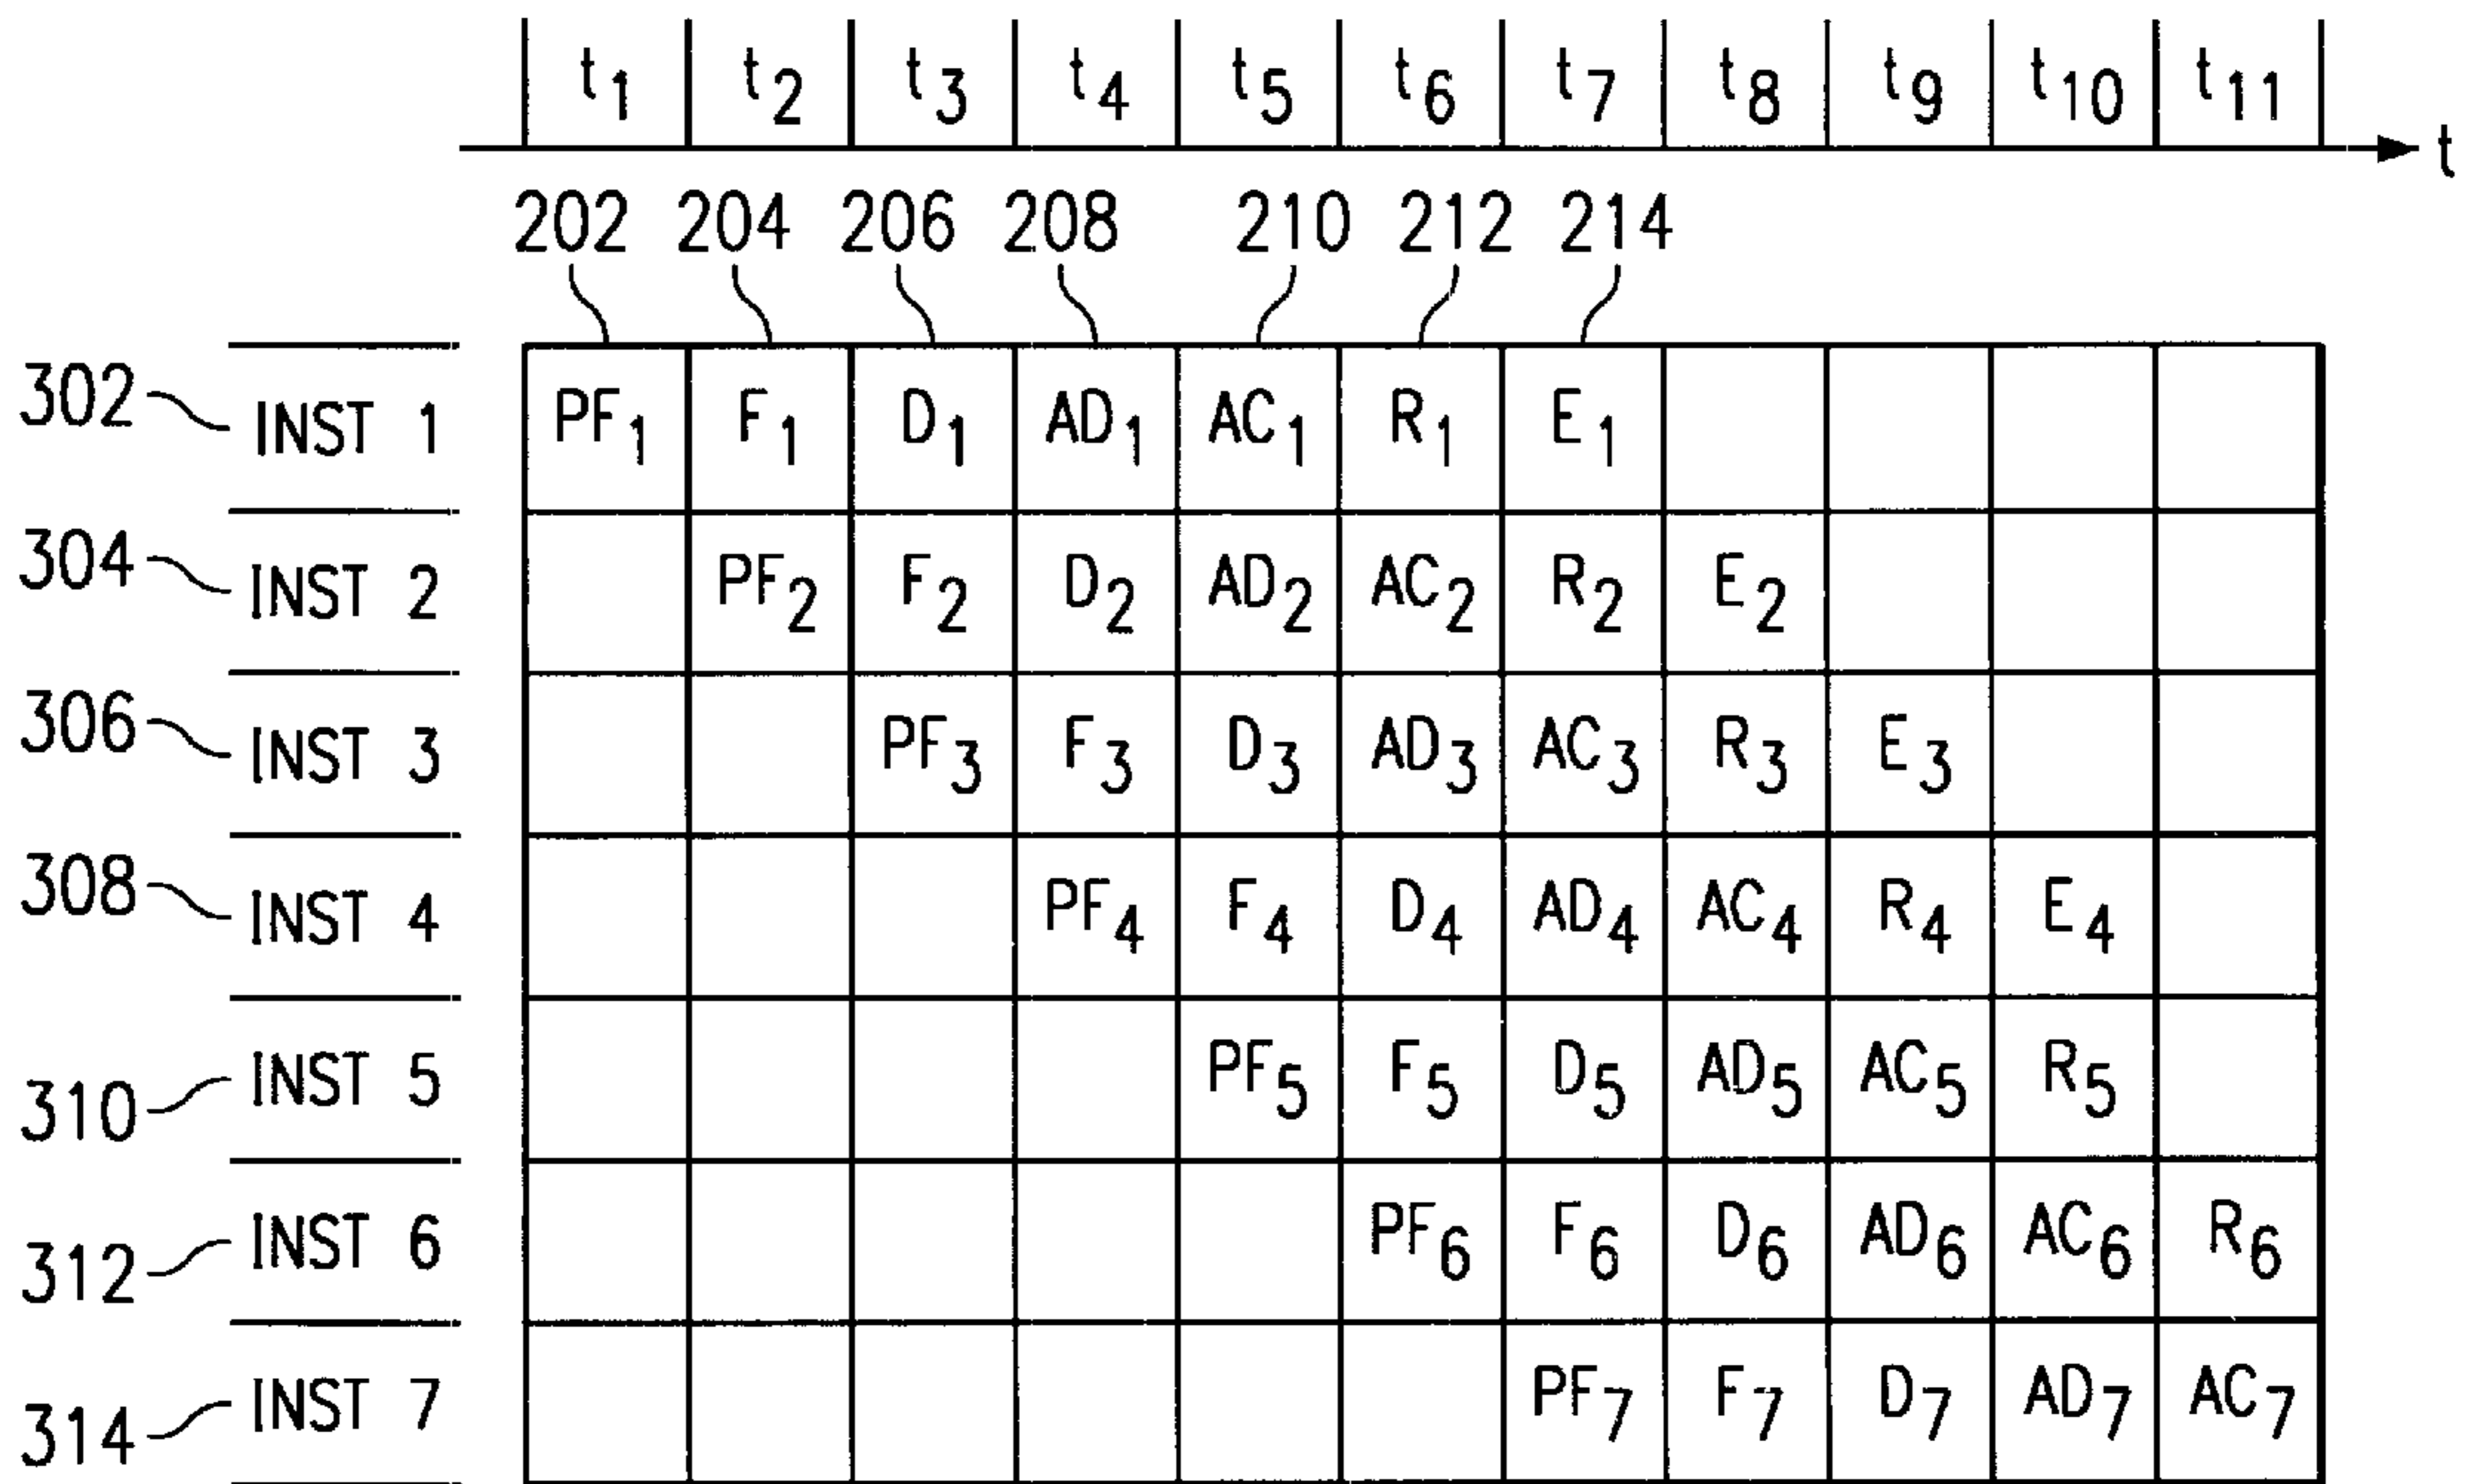 t1 t2 t3 t4 t5 t6 t7 t8 t9 t10 t11
t
202 204 206 208 210 212 214
302 INST 1 PF1 F1 D1 AD1 AC1 R1 E1
304 INST 2 PF2 F2 D2 AD2 AC2 R2 E2
306 INST 3 PF3 F3 D3 AD3 AC3 R3 E3
308 INST 4 PF4 F4 D4 AD4 AC4 R4 E4
310 INST 5 PF5 F5 D5 AD5 AC5 R5
312 INST 6 PF6 F6 D6 AD6 AC6 R6
314 INST 7 PF7 F7 D7 AD7 AC7